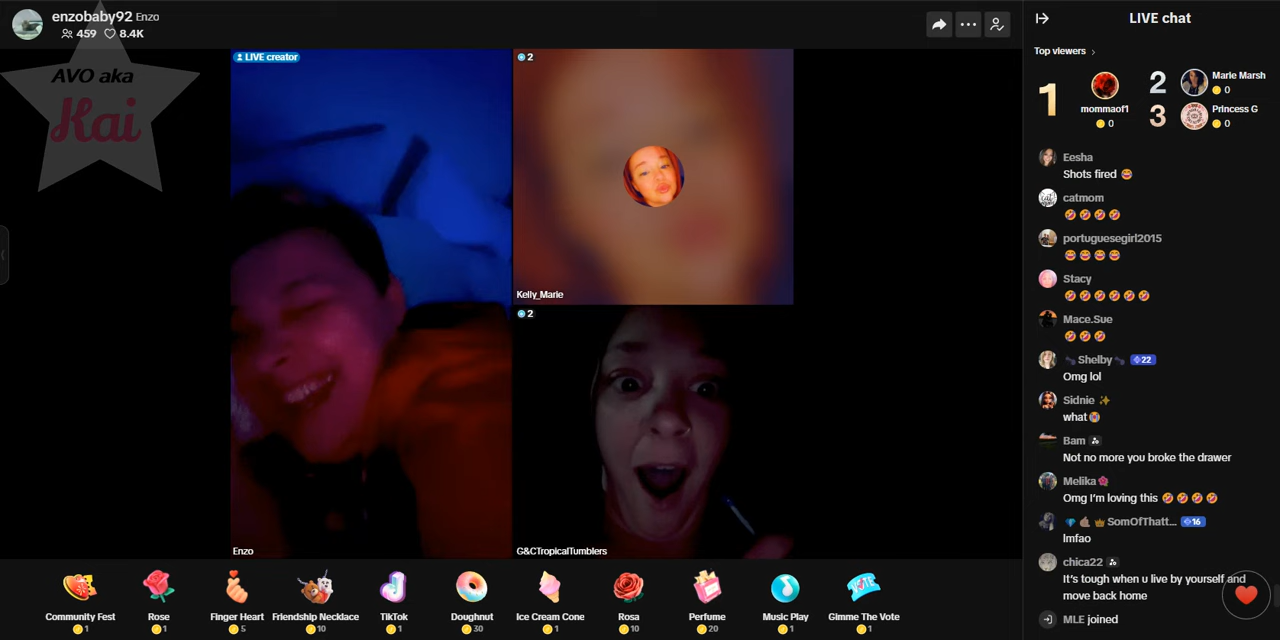 enzobaby92 Enzo
459 8.4K
AVO aka
Kai
LIVE creator
2
Kelly_Marie
2
Enzo
G&CTropicalTumblers
Community Fest
1
Rose
1
Finger Heart
5
Friendship Necklace
10
TikTok
1
Doughnut
30
Ice Cream Cone
1
Rosa
10
Perfume
20
Music Play
1
VOTE
Gimme The Vote
1
LIVE chat
Top viewers
1
mommaof1
0
2
Marie Marsh
0
3
Princess G
0
Eesha
Shots fired 😂
catmom
🤣🤣🤣🤣
portuguesegirl2015
😂😂😂😂
Stacy
🤣🤣🤣🤣🤣🤣
Mace.Sue
🤣🤣🤣
Shelby 22
Omg lol
Sidnie ✨
what😭
Bam
Not no more you broke the drawer
Melika🌺
Omg I'm loving this 🤣🤣🤣🤣
SomOfThatt... 16
lmfao
chica22
It's tough when u live by yourself and
move back home
MLE joined